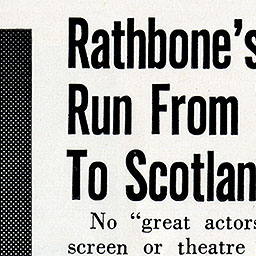 Rathbone's
Run From
To Scotlan
No "great actors
screen or theatre